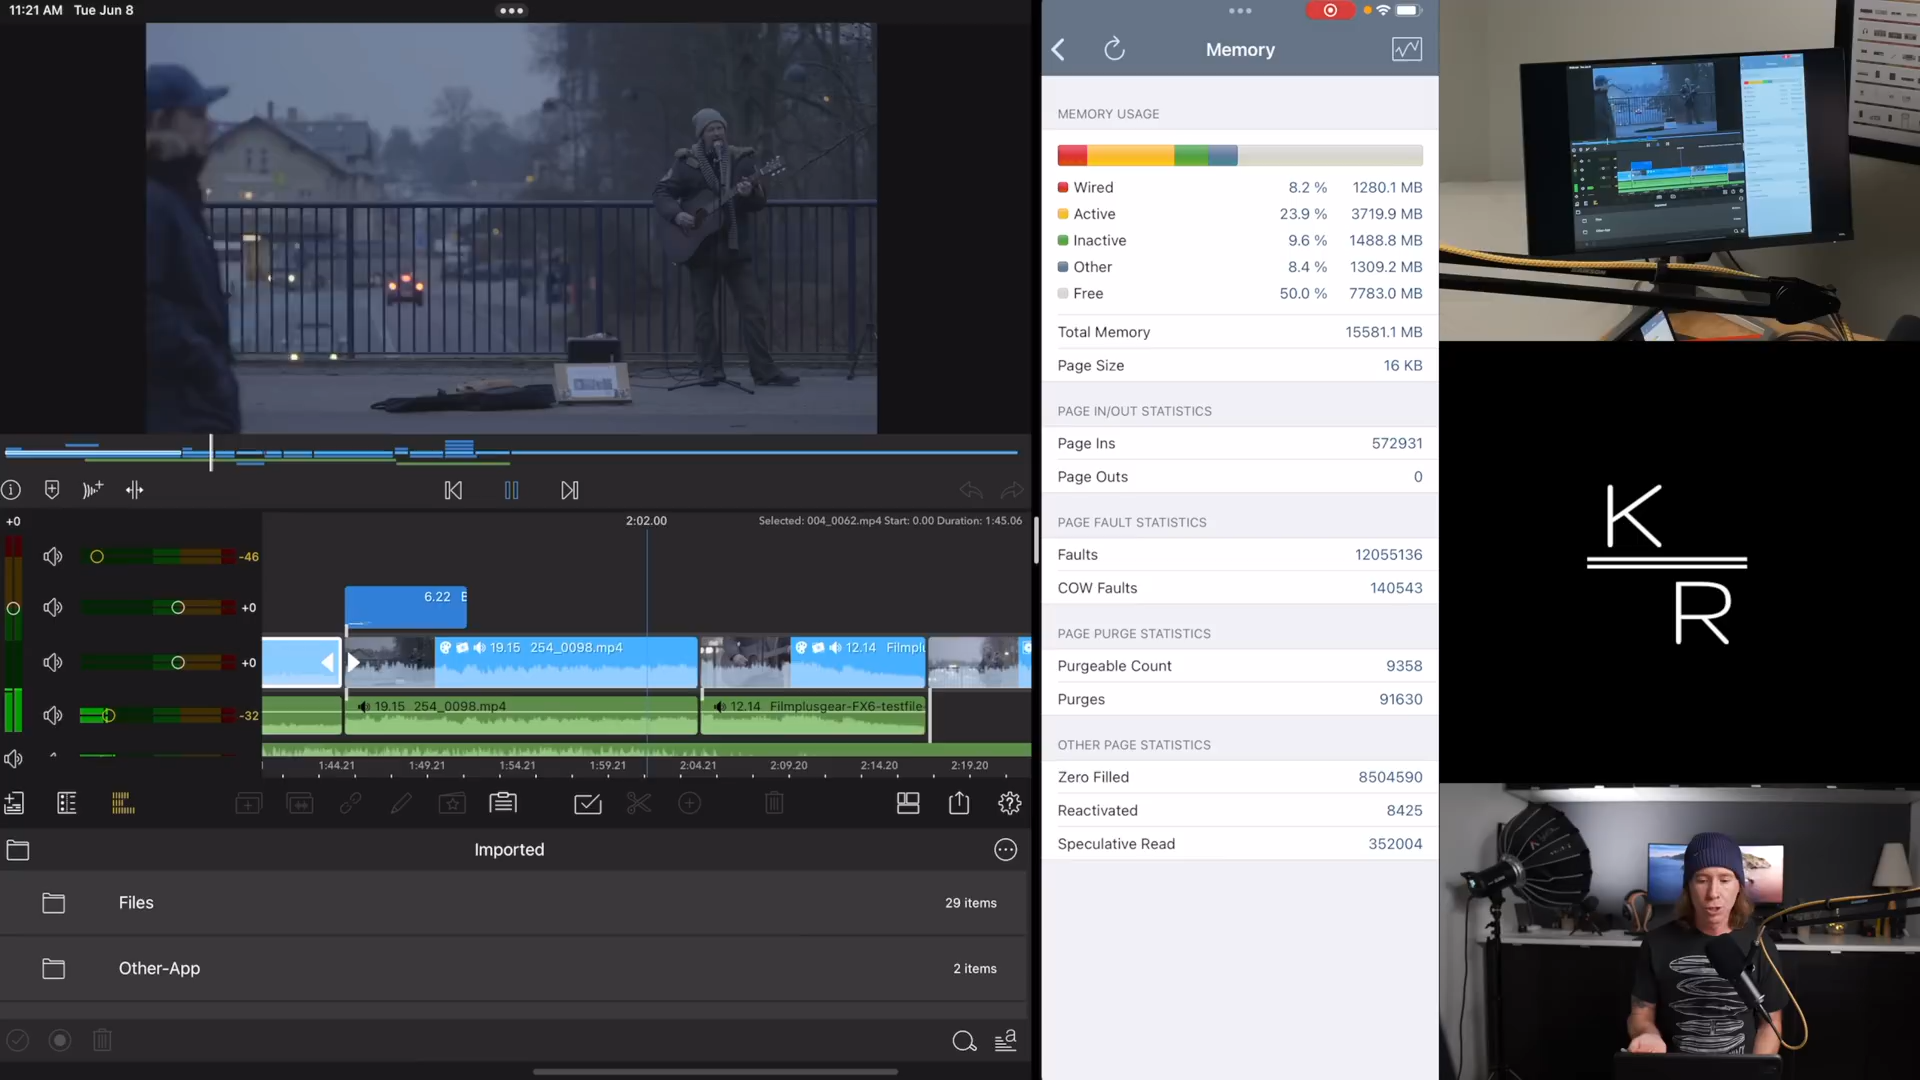 11:21 AM Tue Jun 8
+0
-46
+0
+0
-32
2:02.00
Selected: 004_0062.mp4 Start: 0.00 Duration: 1:45.06
6.22 E
19.15 254_0098.mp4
12.14 Filmplu
19.15 254_0098.mp4
12.14 Filmplusgear-FX6-testfile
1:44.21 1:49.21 1:54.21 1:59.21 2:04.21 2:09.20 2:14.20 2:19.20
Imported
Files 29 items
Other-App 2 items
Memory
MEMORY USAGE
Wired 8.2 % 1280.1 MB
Active 23.9 % 3719.9 MB
Inactive 9.6 % 1488.8 MB
Other 8.4 % 1309.2 MB
Free 50.0 % 7783.0 MB
Total Memory 15581.1 MB
Page Size 16 KB
PAGE IN/OUT STATISTICS
Page Ins 572931
Page Outs 0
PAGE FAULT STATISTICS
Faults 12055136
COW Faults 140543
PAGE PURGE STATISTICS
Purgeable Count 9358
Purges 91630
OTHER PAGE STATISTICS
Zero Filled 8504590
Reactivated 8425
Speculative Read 352004
SAMSON
K
R